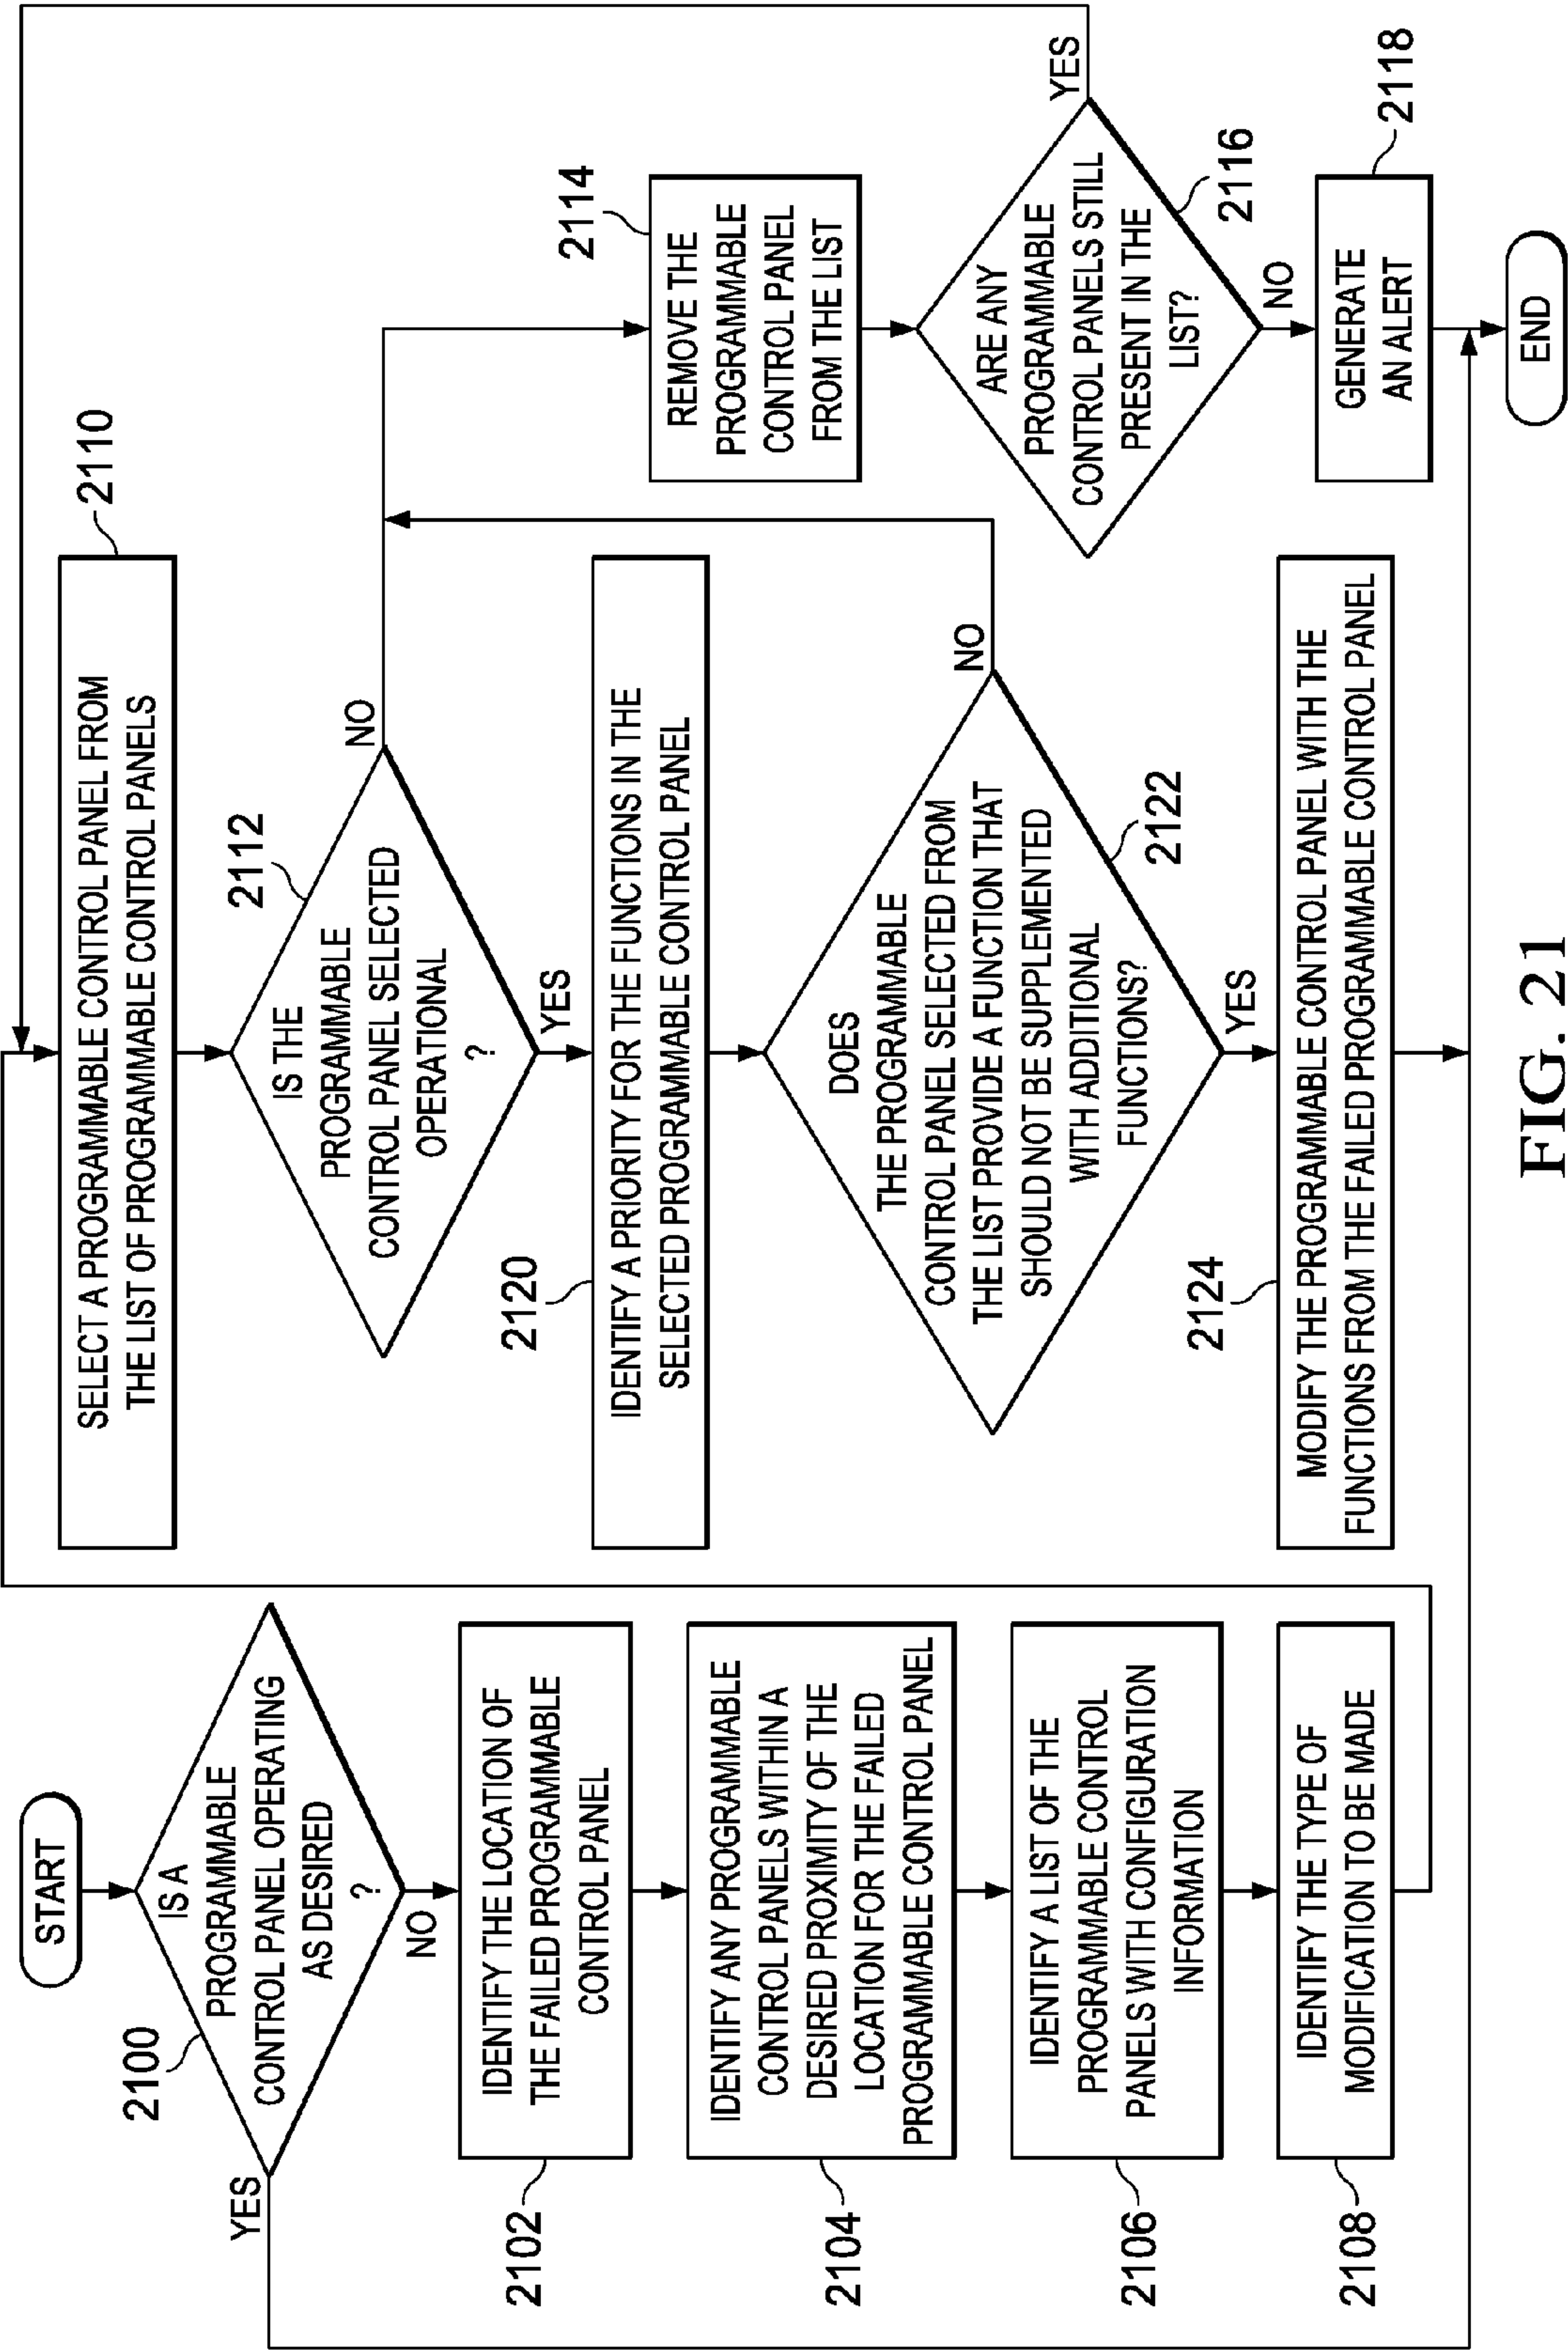 START
2100
IS A
PROGRAMMABLE
CONTROL PANEL OPERATING
AS DESIRED
?
YES
NO
2102
IDENTIFY THE LOCATION OF
THE FAILED PROGRAMMABLE
CONTROL PANEL
2104
IDENTIFY ANY PROGRAMMABLE
CONTROL PANELS WITHIN A
DESIRED PROXIMITY OF THE
LOCATION FOR THE FAILED
PROGRAMMABLE CONTROL PANEL
2106
IDENTIFY A LIST OF THE
PROGRAMMABLE CONTROL
PANELS WITH CONFIGURATION
INFORMATION
2108
IDENTIFY THE TYPE OF
MODIFICATION TO BE MADE
2110
SELECT A PROGRAMMABLE CONTROL PANEL FROM
THE LIST OF PROGRAMMABLE CONTROL PANELS
2112
IS THE
PROGRAMMABLE
CONTROL PANEL SELECTED
OPERATIONAL
?
NO
YES
2120
IDENTIFY A PRIORITY FOR THE FUNCTIONS IN THE
SELECTED PROGRAMMABLE CONTROL PANEL
DOES
THE PROGRAMMABLE
CONTROL PANEL SELECTED FROM
THE LIST PROVIDE A FUNCTION THAT
SHOULD NOT BE SUPPLEMENTED
WITH ADDITIONAL
FUNCTIONS?
NO
2122
YES
2124
MODIFY THE PROGRAMMABLE CONTROL PANEL WITH THE
FUNCTIONS FROM THE FAILED PROGRAMMABLE CONTROL PANEL
2114
REMOVE THE
PROGRAMMABLE
CONTROL PANEL
FROM THE LIST
ARE ANY
PROGRAMMABLE
CONTROL PANELS STILL
PRESENT IN THE
LIST?
YES
2116
NO
2118
GENERATE
AN ALERT
END
FIG. 21